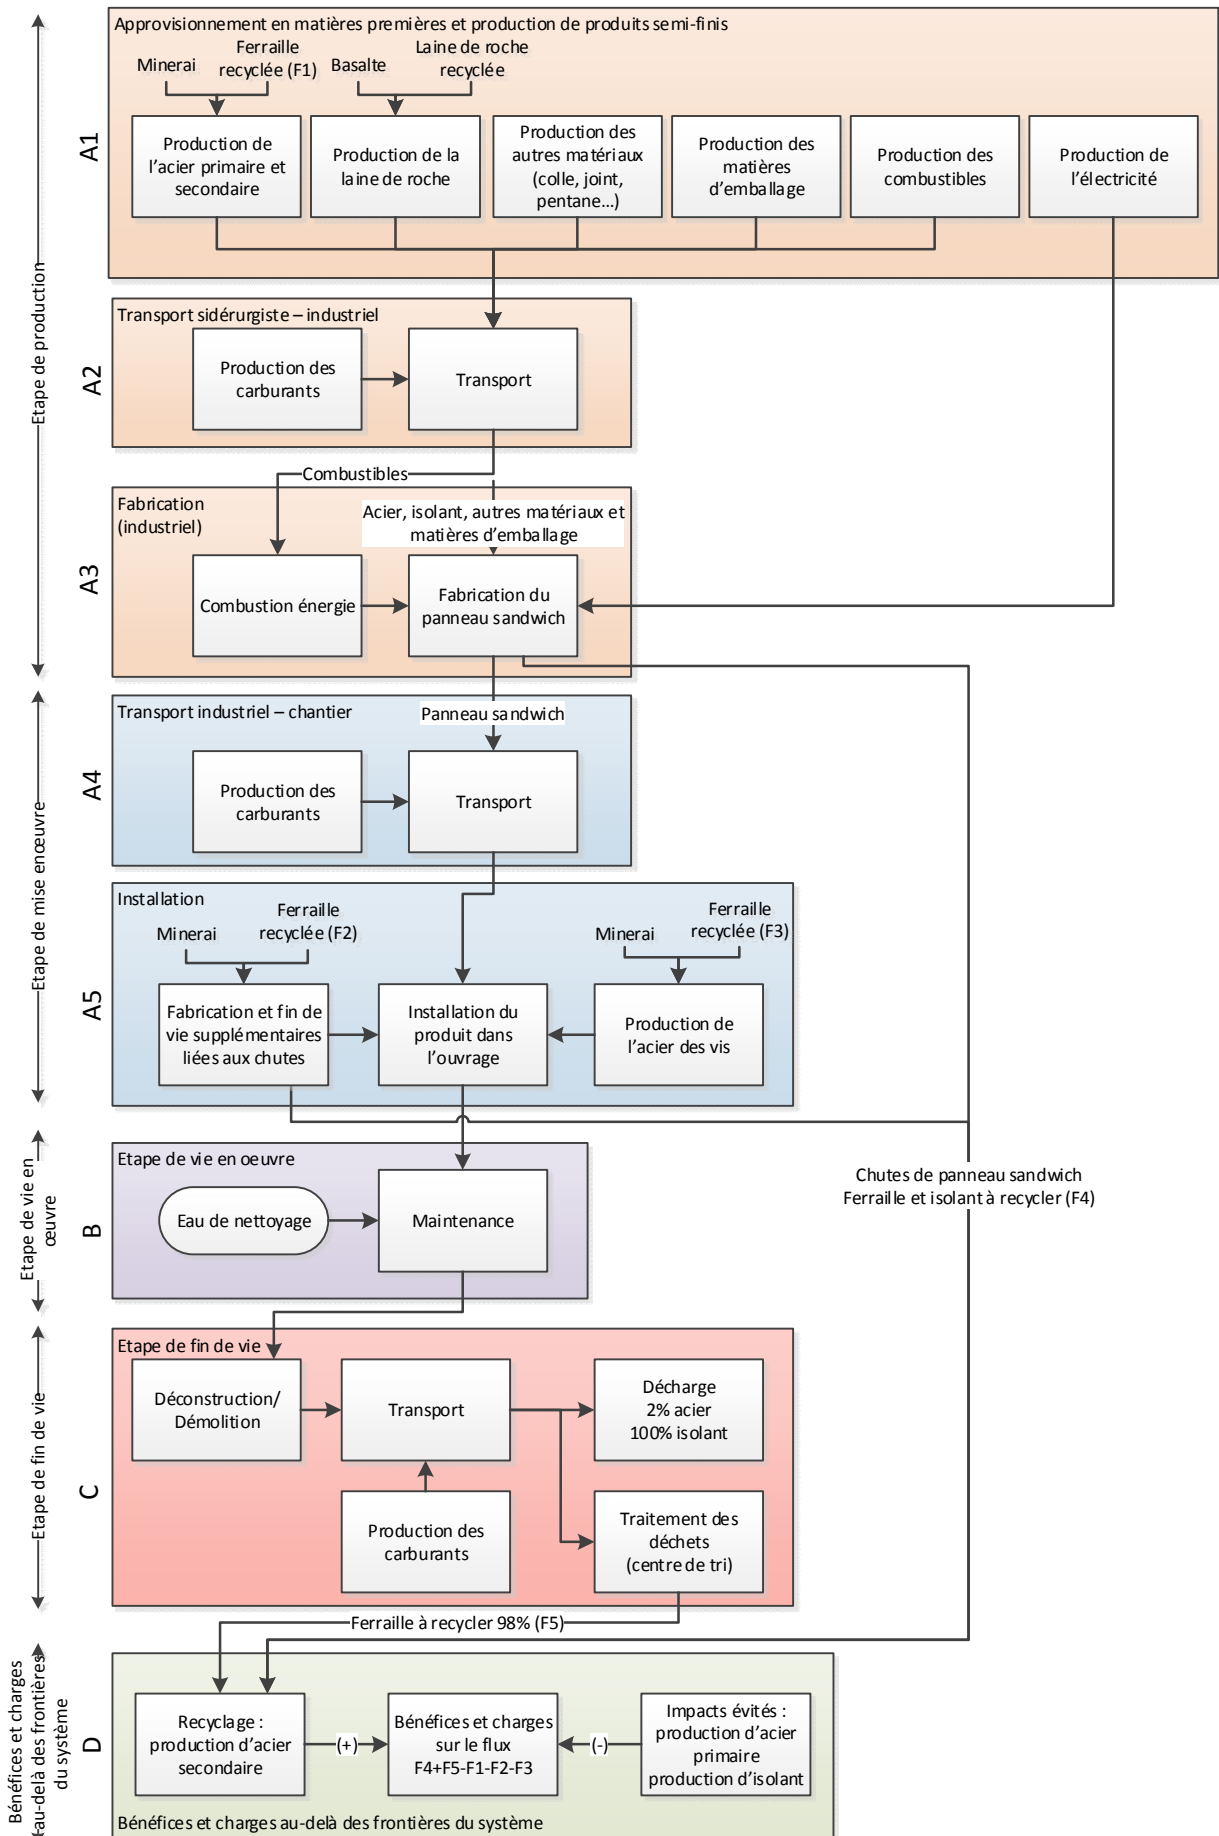 Approvisionnement en matières premières et production de produits semi-finis
Minerai
Ferraille
recyclée (F1)
Basalte
Laine de roche
recyclée
A1
Production de
l’acier primaire et
secondaire
Production de la
laine de roche
Production des
autres matériaux
(colle, joint,
pentane…)
Production des
matières
d’emballage
Production des
combustibles
Production de
l’électricité
Etape de production
Transport sidérurgiste – industriel
A2
Production des
carburants
Transport
Combustibles
Fabrication
(industriel)
Acier, isolant, autres matériaux et
matières d’emballage
A3
Combustion énergie
Fabrication du
panneau sandwich
Transport industriel – chantier
Panneau sandwich
A4
Production des
carburants
Transport
Etape de mise enœuvre
Installation
Minerai
Ferraille
recyclée (F2)
Minerai
Ferraille
recyclée (F3)
A5
Fabrication et fin de
vie supplémentaires
liées aux chutes
Installation du
produit dans
l’ouvrage
Production de
l’acier des vis
Etape de vie en
œuvre
B
Etape de vie en oeuvre
Eau de nettoyage
Maintenance
Chutes de panneau sandwich
Ferraille et isolant à recycler (F4)
Etape de fin de vie
C
Etape de fin de vie
Déconstruction/
Démolition
Transport
Décharge
2% acier
100% isolant
Production des
carburants
Traitement des
déchets
(centre de tri)
Ferraille à recycler 98% (F5)
Bénéfices et charges
au-delà des frontières
du système
D
Recyclage :
production d’acier
secondaire
(+)
Bénéfices et charges
sur le flux
F4+F5-F1-F2-F3
(-)
Impacts évités :
production d’acier
primaire
production d’isolant
Bénéfices et charges au-delà des frontières du système